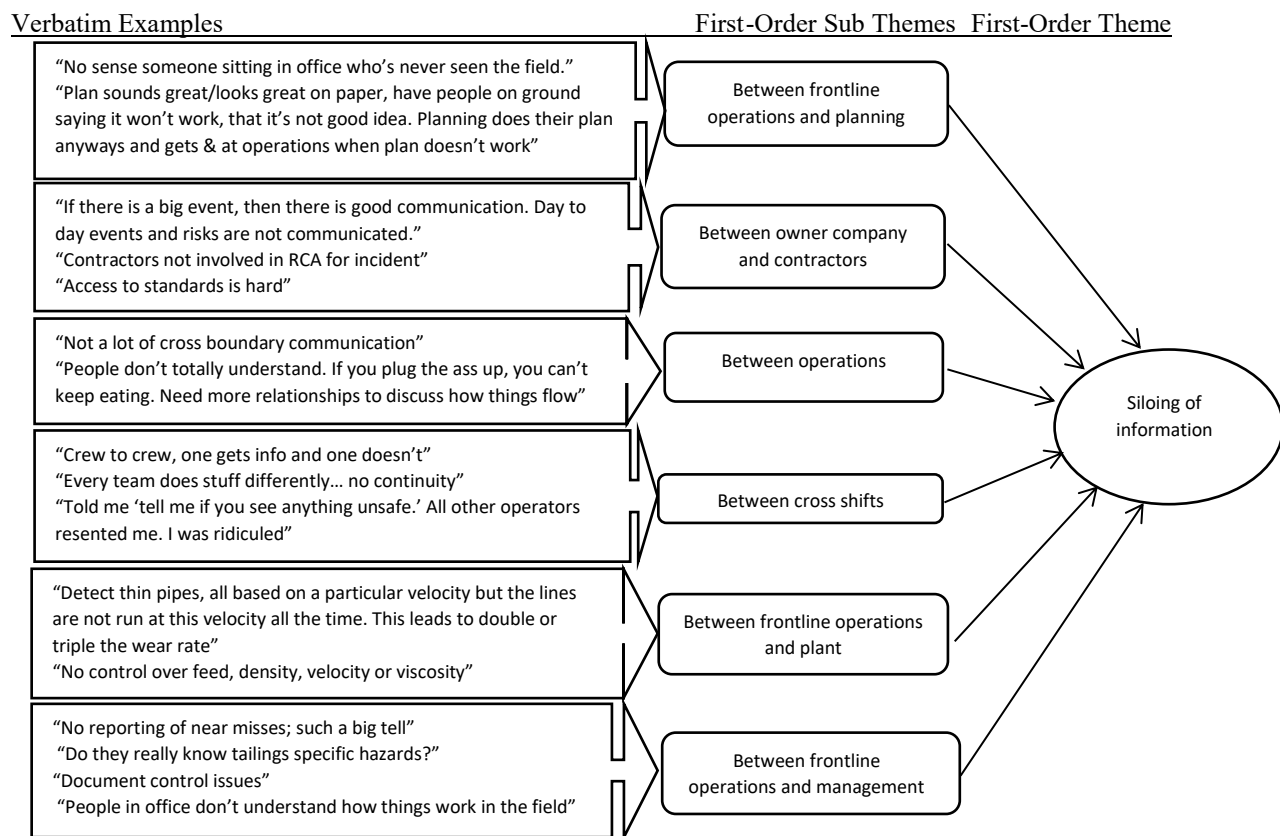 Verbatim Examples First-Order Sub Themes First-Order Theme
“No sense someone sitting in office who’s never seen the field.”
“Plan sounds great/looks great on paper, have people on ground
saying it won’t work, that it’s not good idea. Planning does their plan
anyways and gets & at operations when plan doesn’t work”
Between frontline
operations and planning
“If there is a big event, then there is good communication. Day to
day events and risks are not communicated.”
“Contractors not involved in RCA for incident”
“Access to standards is hard”
Between owner company
and contractors
“Not a lot of cross boundary communication”
“People don’t totally understand. If you plug the ass up, you can’t
keep eating. Need more relationships to discuss how things flow”
Between operations
“Crew to crew, one gets info and one doesn’t”
“Every team does stuff differently… no continuity”
“Told me ‘tell me if you see anything unsafe.’ All other operators
resented me. I was ridiculed”
Between cross shifts
“Detect thin pipes, all based on a particular velocity but the lines
are not run at this velocity all the time. This leads to double or
triple the wear rate”
“No control over feed, density, velocity or viscosity”
Between frontline operations
and plant
“No reporting of near misses; such a big tell”
“Do they really know tailings specific hazards?”
“Document control issues”
“People in office don’t understand how things work in the field”
Between frontline
operations and management
Siloing of
information